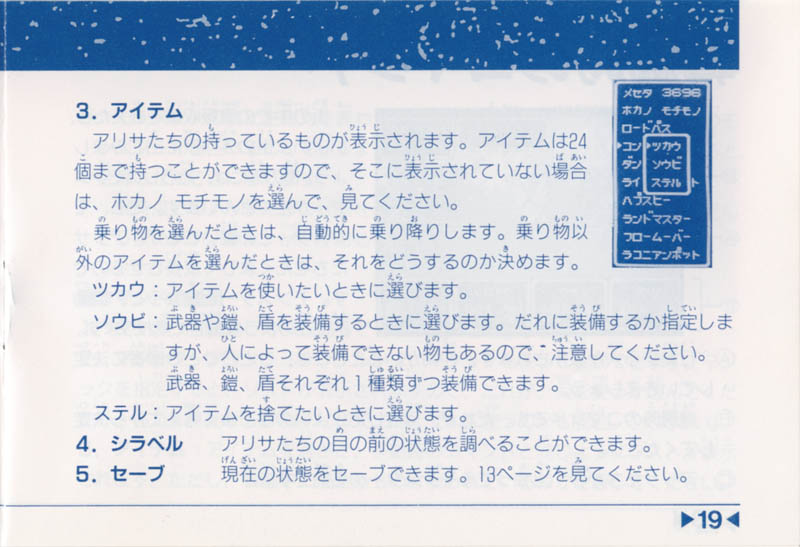 3. アイテム
アリサたちの持っているものが表示されます。アイテムは24
個まで持つことができますので、そこに表示されていない場合
は、ホカノ モチモノを選んで、見てください。
乗り物を選んだときは、自動的に乗り降りします。乗り物以
外のアイテムを選んだときは、それをどうするのか決めます。
ツカウ:アイテムを使いたいときに選びます。
ソウビ:武器や鎧、盾を装備するときに選びます。だれに装備するか指定しま
すが、人によって装備できない物もあるので、注意してください。
武器、鎧、盾それぞれ1種類ずつ装備できます。
ステル:アイテムを捨てたいときに選びます。
4. シラベル アリサたちの目の前の状態を調べることができます。
5. セーブ 現在の状態をセーブできます。13ページを見てください。
メセタ 3696
ホカノ モチモノ
ロードパス
コン ツカウ
ダン ソウビ
ライ ステル ト
ハプスビー
ランドマスター
フロームーバー
ラコニアンポット
▶19◀